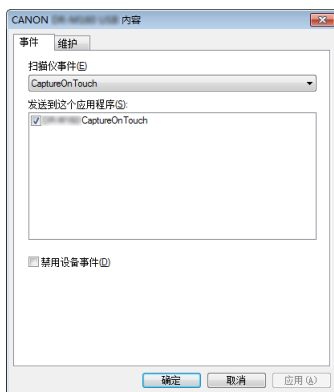 CANON 内容
事件 维护
扫描仪事件(E)
CaptureOnTouch
发送到这个应用程序(S):
CaptureOnTouch
禁用设备事件(D)
确定 取消 应用(A)